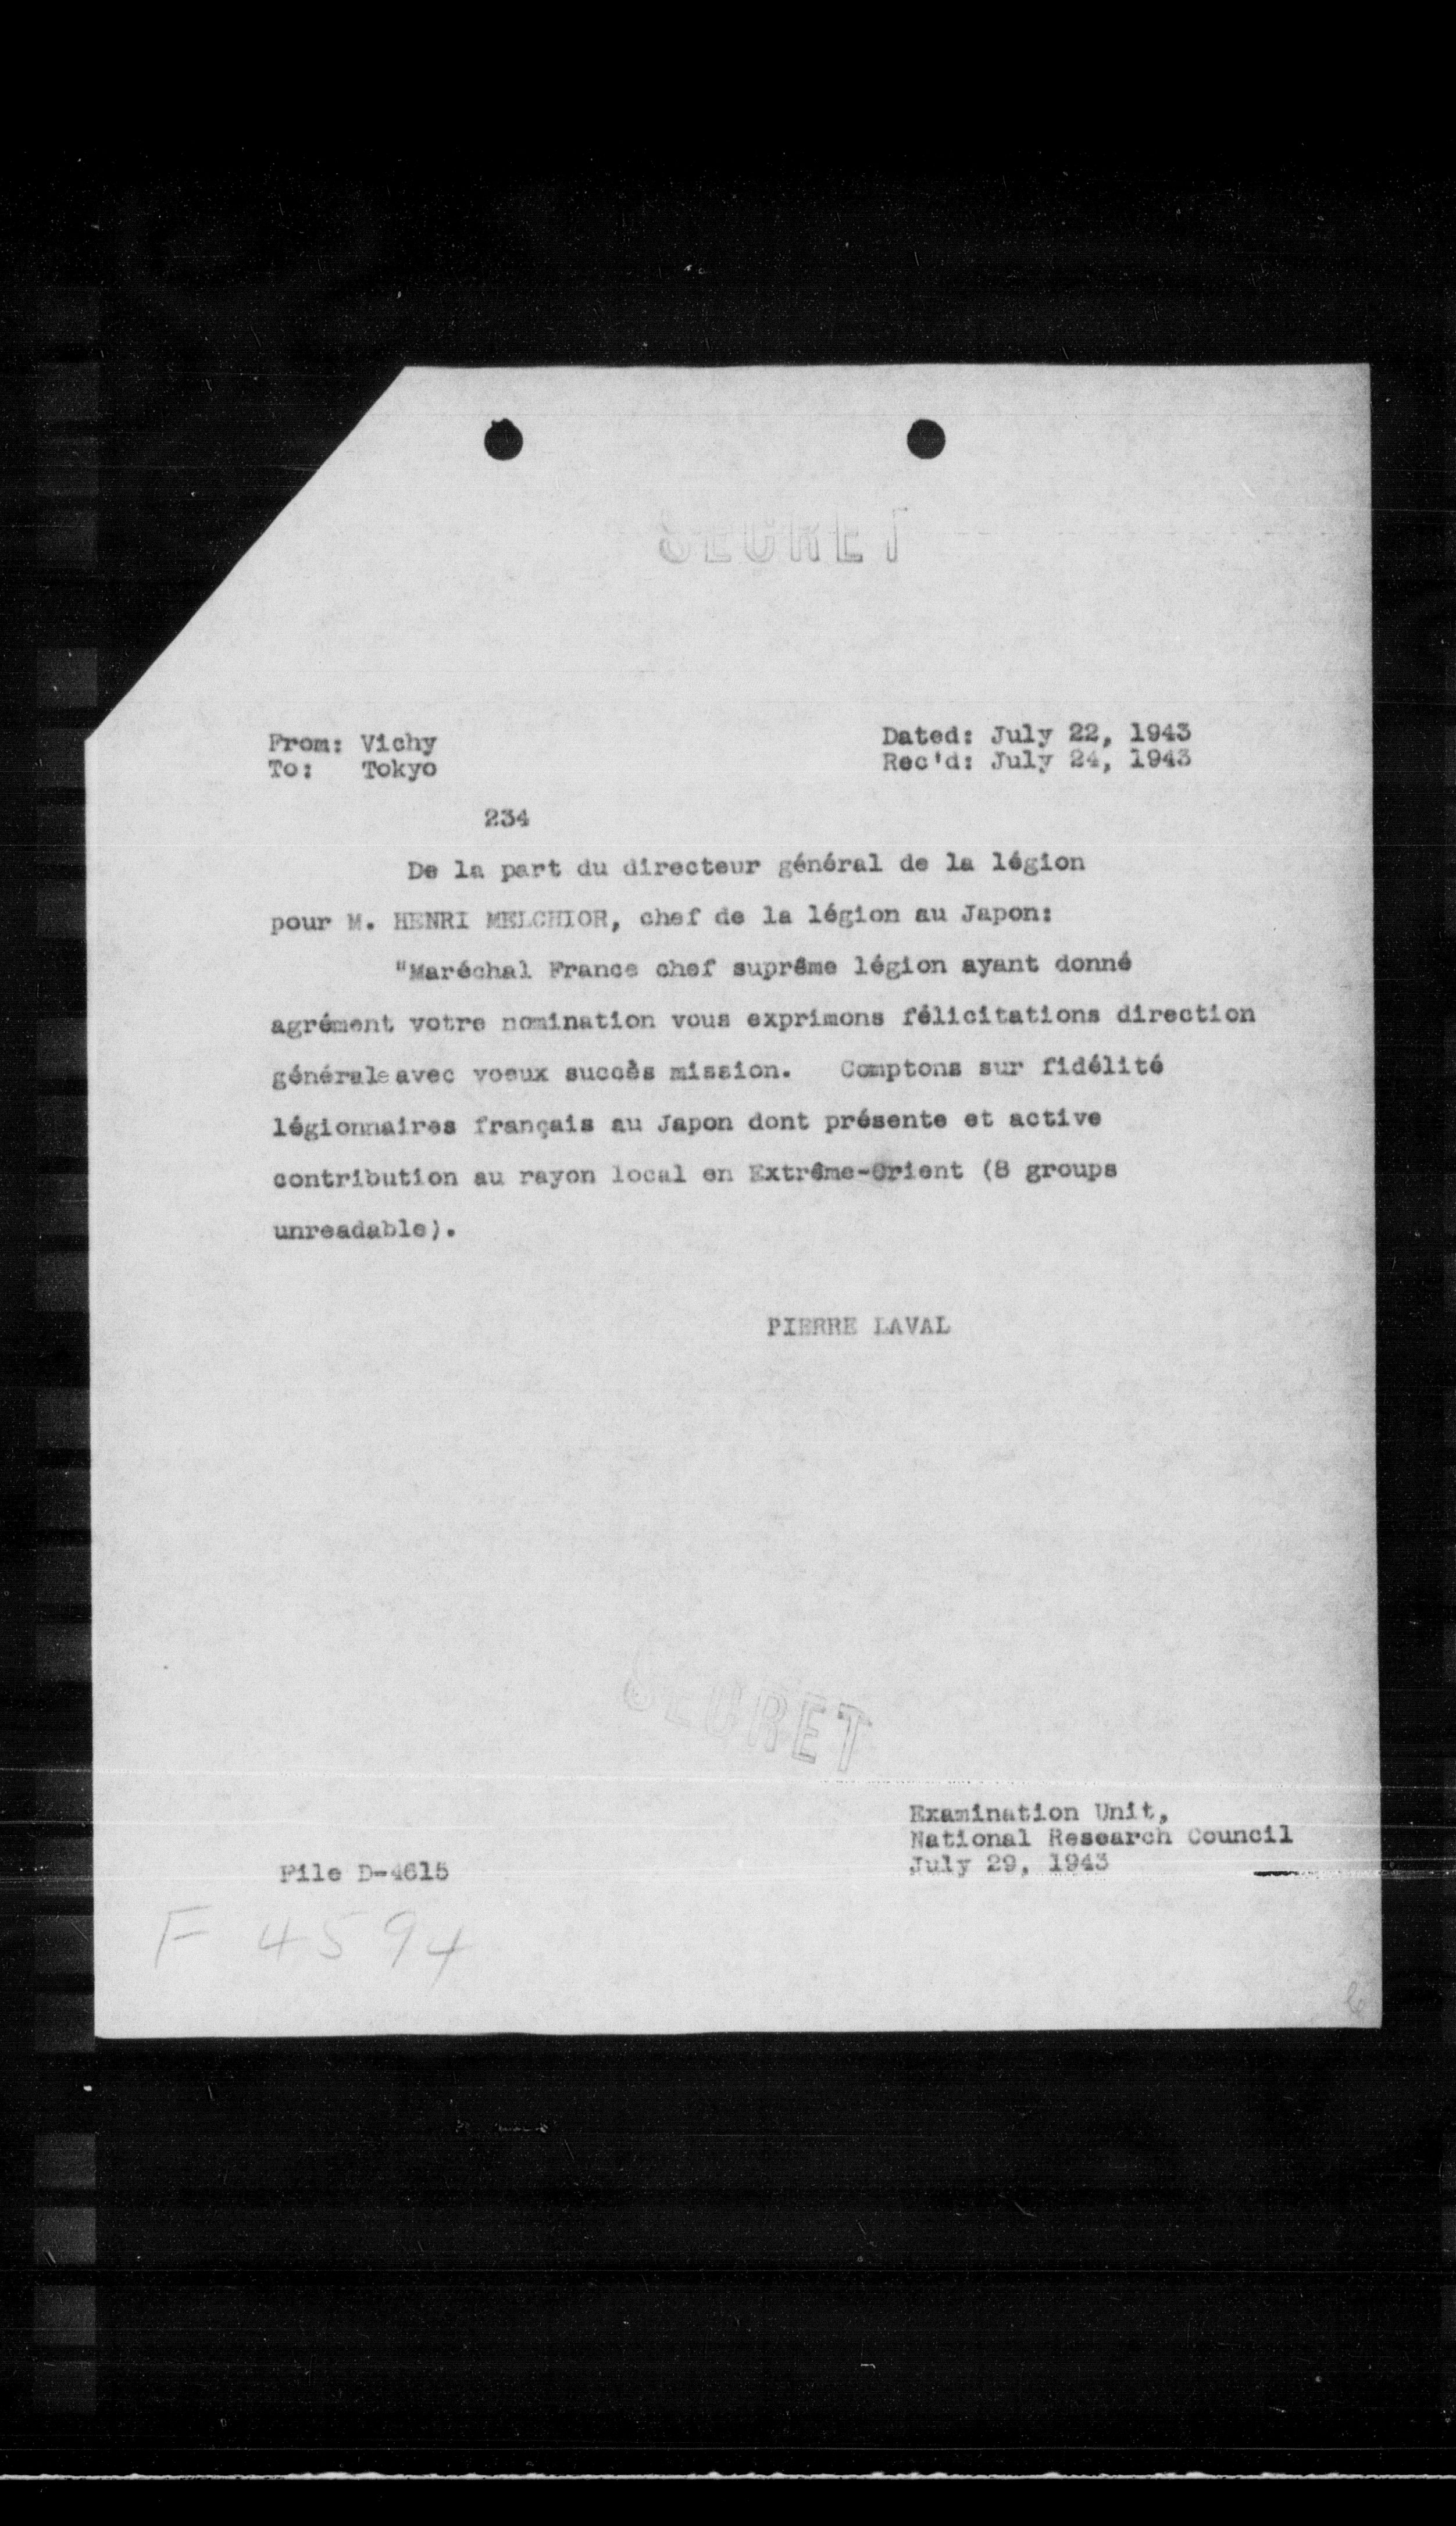 SECRET
From: Vichy
To: Tokyo
Dated: July 22, 1943
Rec'd: July 24, 1943
234
De la part du directeur général de la légion
pour M. HENRI MELCHIOR, chef de la légion au Japon:
"Maréchal France chef suprême légion ayant donné
agrément votre nomination vous exprimons félicitations direction
générale avec voeux succès mission. Comptons sur fidélité
légionnaires français au Japon dont présente et active
contribution au rayon local en Extrême-Orient (8 groups
unreadable).
PIERRE LAVAL
SECRET
Examination Unit,
National Research Council
July 29, 1943
File D-4615
F 4594